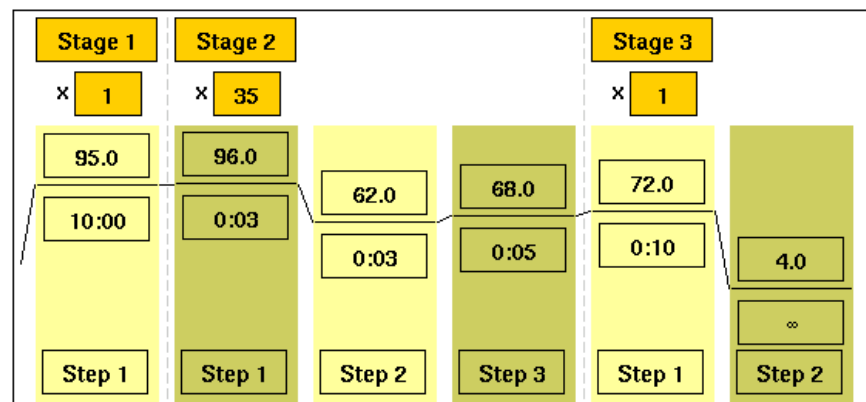 Stage 1 Stage 2 Stage 3
x 1 x 35 x 1
95.0 96.0 62.0 68.0 72.0 4.0
10:00 0:03 0:03 0:05 0:10 ∞
Step 1 Step 1 Step 2 Step 3 Step 1 Step 2